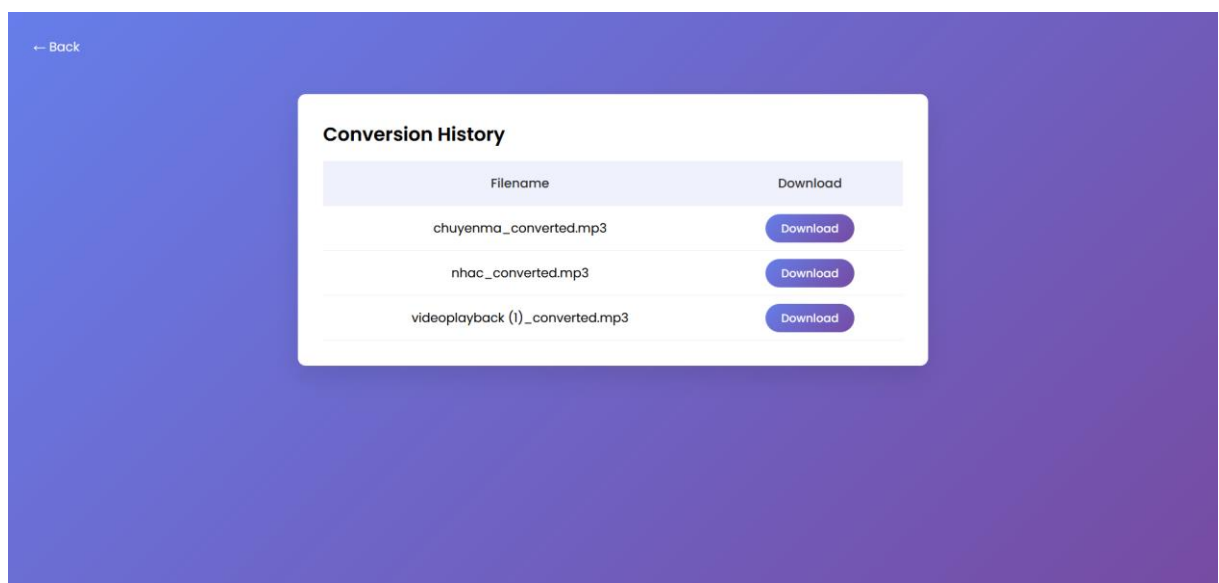 ← Back
Conversion History
Filename Download
chuyenma_converted.mp3 Download
nhac_converted.mp3 Download
videoplayback (1)_converted.mp3 Download